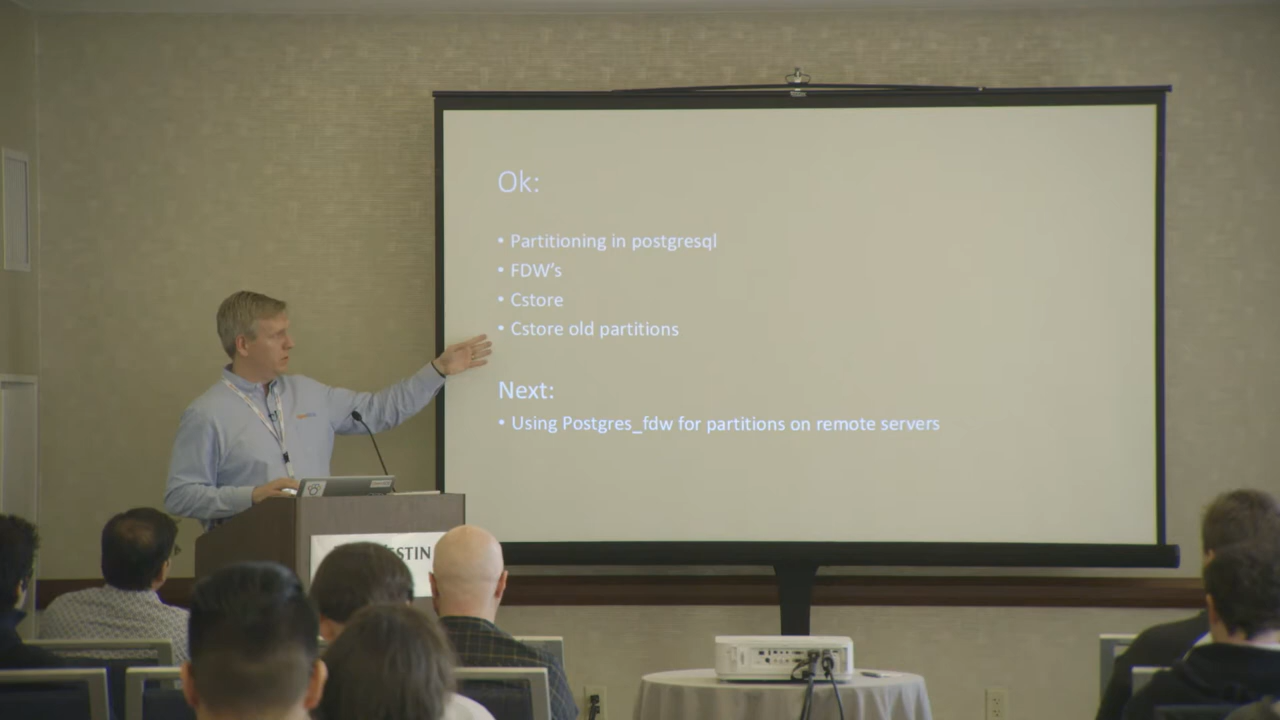 Ok:
• Partitioning in postgresql
• FDW's
• Cstore
• Cstore old partitions
Next:
• Using Postgres_fdw for partitions on remote servers